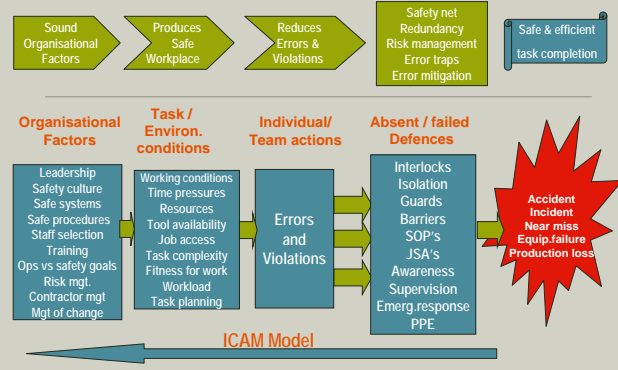 Sound
Organisational
Factors
Produces
Safe
Workplace
Reduces
Errors &
Violations
Safety net
Redundancy
Risk management
Error traps
Error mitigation
Safe & efficient
task completion
Organisational
Factors
Task /
Environ.
conditions
Individual/
Team actions
Absent / failed
Defences
Leadership
Safety culture
Safe systems
Safe procedures
Staff selection
Training
Ops vs safety goals
Risk mgt.
Contractor mgt
Mgt of change
Working conditions
Time pressures
Resources
Tool availability
Job access
Task complexity
Fitness for work
Workload
Task planning
Errors
and
Violations
Interlocks
Isolation
Guards
Barriers
SOP's
JSA's
Awareness
Supervision
Emerg.response
PPE
Accident
Incident
Near miss
Equip.failure
Production loss
ICAM Model